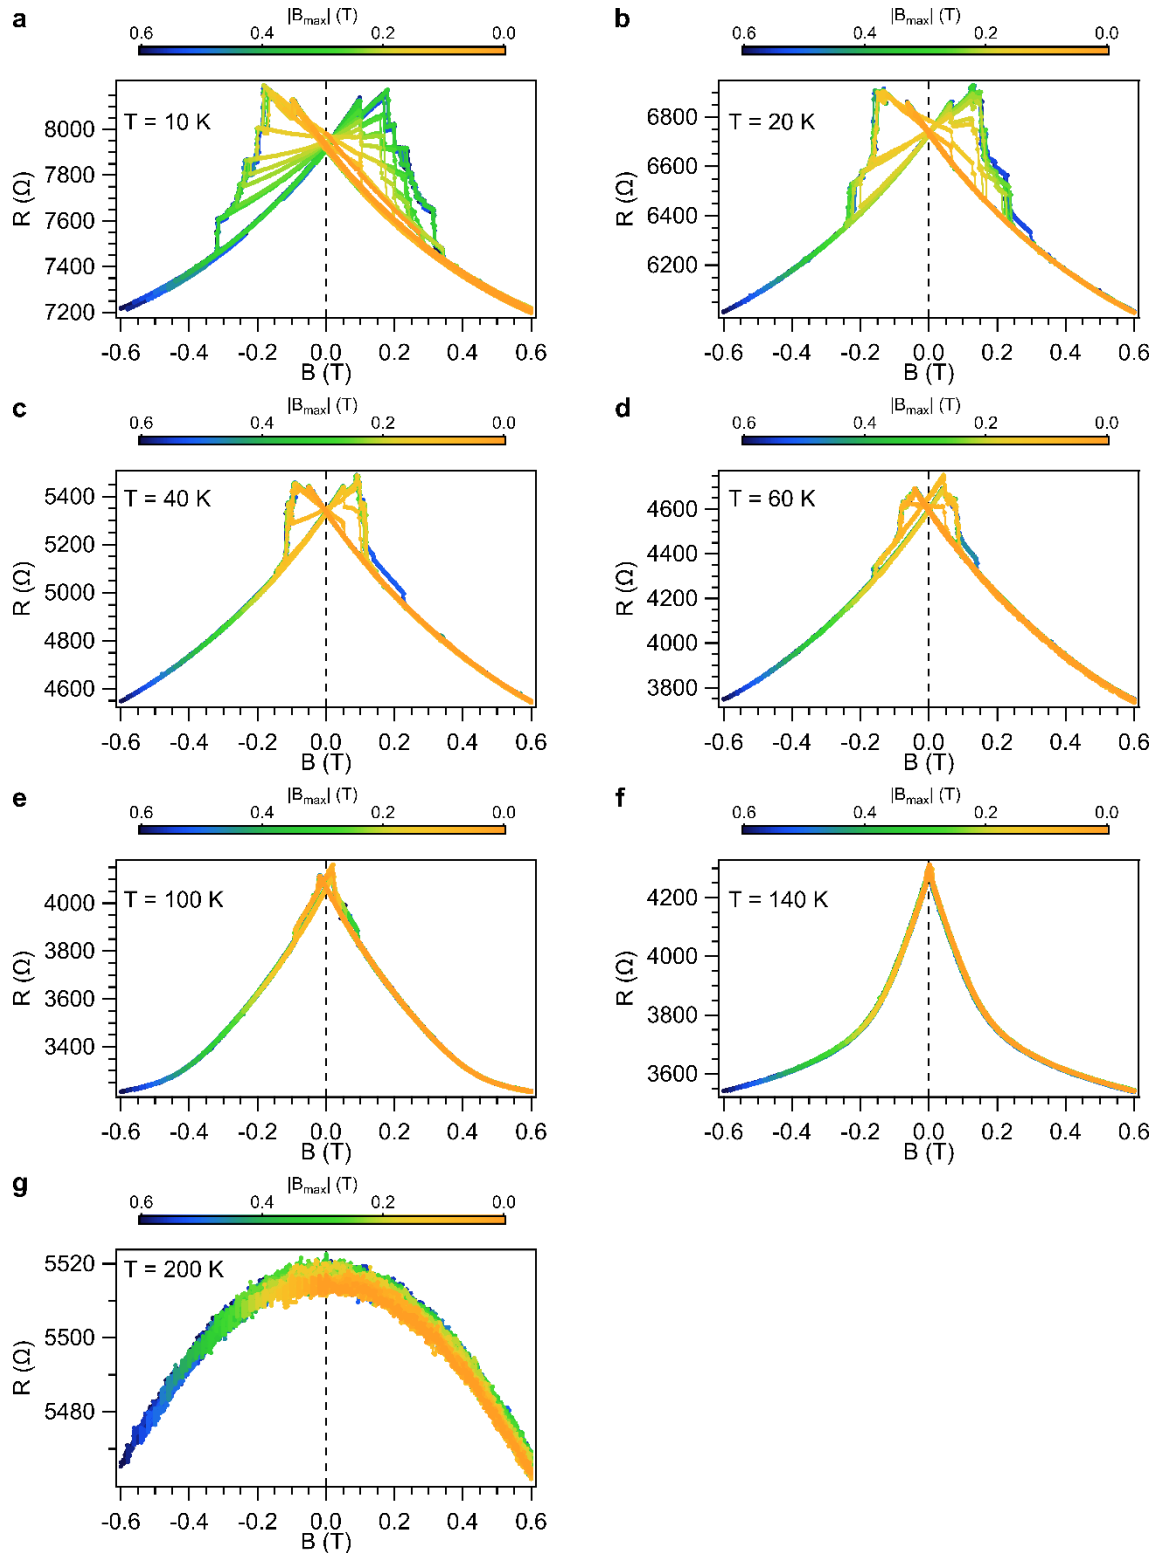 a
|Bmax| (T)
0.6 0.4 0.2 0.0
T = 10 K
R (Ω)
8000
7800
7600
7400
7200
-0.6 -0.4 -0.2 0.0 0.2 0.4 0.6
B (T)
b
|Bmax| (T)
0.6 0.4 0.2 0.0
T = 20 K
R (Ω)
6800
6600
6400
6200
-0.6 -0.4 -0.2 0.0 0.2 0.4 0.6
B (T)
c
|Bmax| (T)
0.6 0.4 0.2 0.0
T = 40 K
R (Ω)
5400
5200
5000
4800
4600
-0.6 -0.4 -0.2 0.0 0.2 0.4 0.6
B (T)
d
|Bmax| (T)
0.6 0.4 0.2 0.0
T = 60 K
R (Ω)
4600
4400
4200
4000
3800
-0.6 -0.4 -0.2 0.0 0.2 0.4 0.6
B (T)
e
|Bmax| (T)
0.6 0.4 0.2 0.0
T = 100 K
R (Ω)
4000
3800
3600
3400
-0.6 -0.4 -0.2 0.0 0.2 0.4 0.6
B (T)
f
|Bmax| (T)
0.6 0.4 0.2 0.0
T = 140 K
R (Ω)
4200
4000
3800
3600
-0.6 -0.4 -0.2 0.0 0.2 0.4 0.6
B (T)
g
|Bmax| (T)
0.6 0.4 0.2 0.0
T = 200 K
R (Ω)
5520
5500
5480
-0.6 -0.4 -0.2 0.0 0.2 0.4 0.6
B (T)